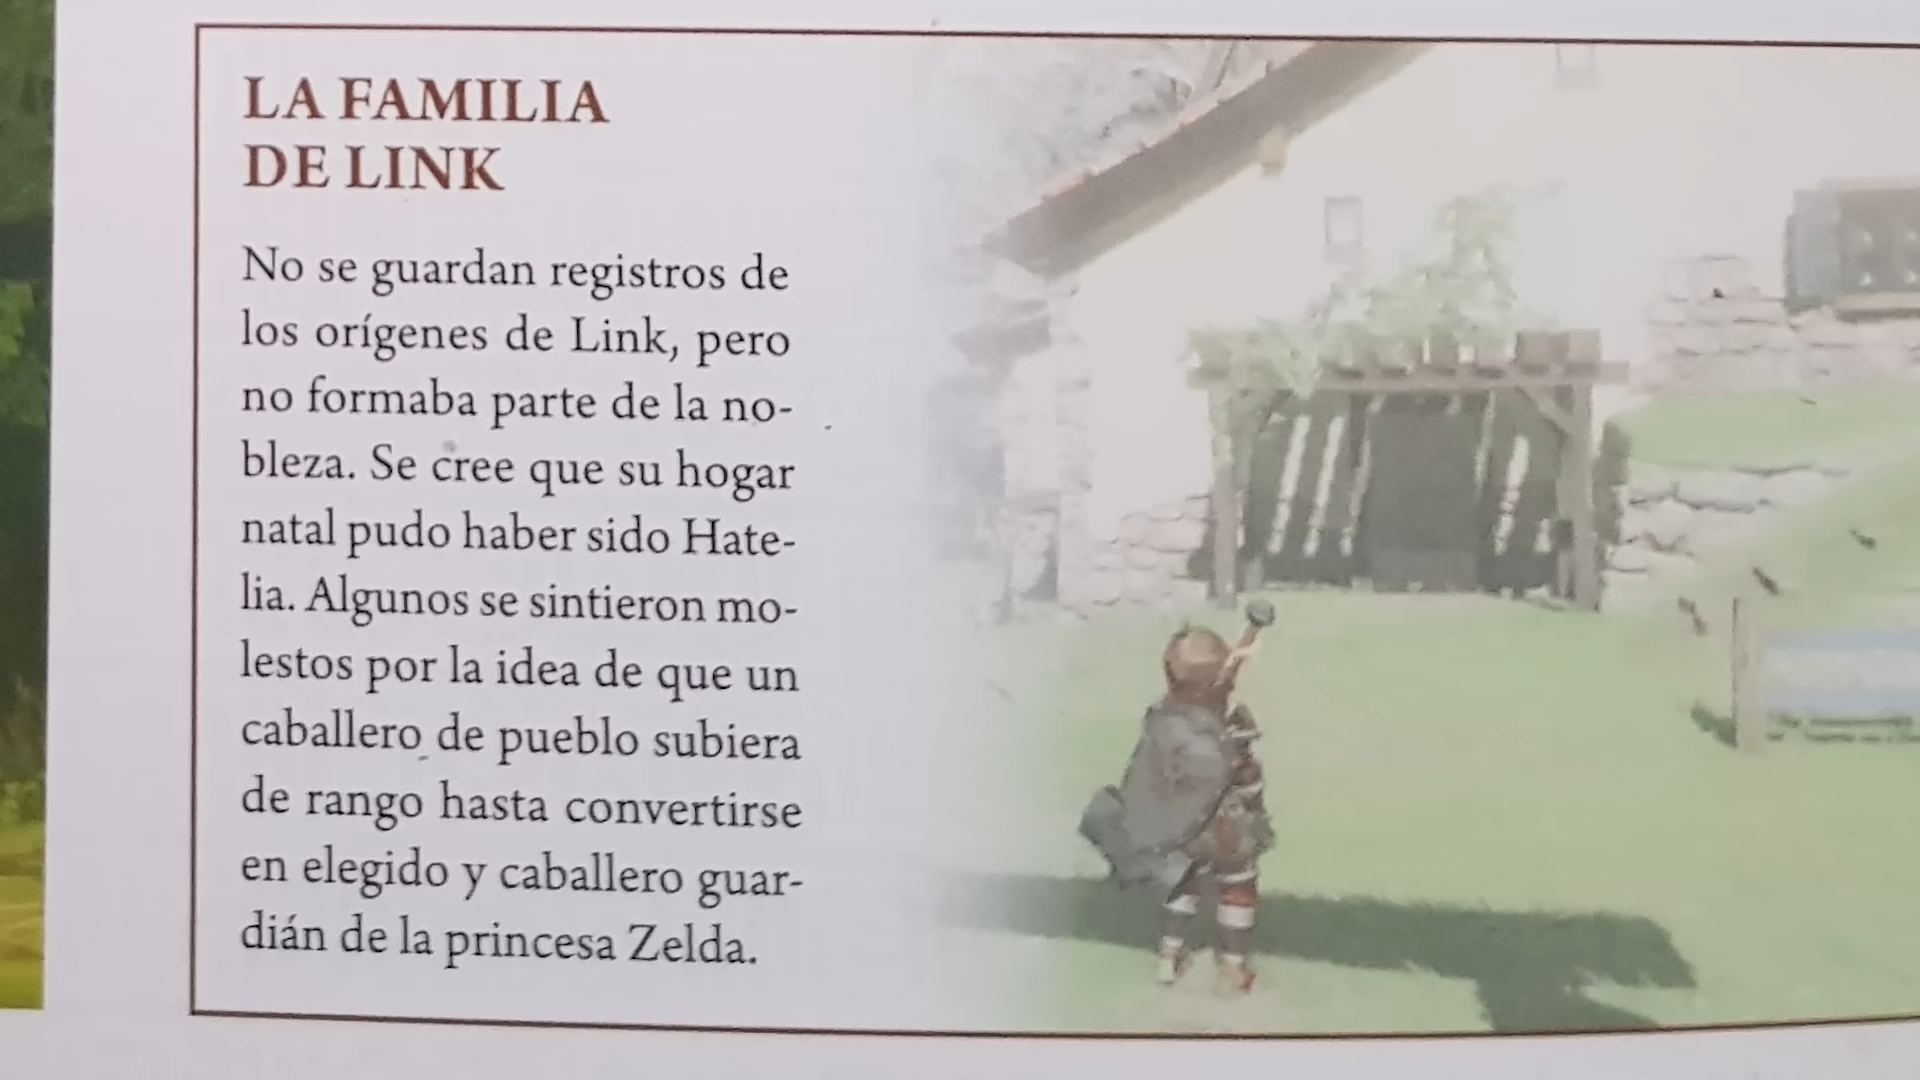 LA FAMILIA
DE LINK
No se guardan registros de
los orígenes de Link, pero
no formaba parte de la no-
bleza. Se cree que su hogar
natal pudo haber sido Hate-
lia. Algunos se sintieron mo-
lestos por la idea de que un
caballero de pueblo subiera
de rango hasta convertirse
en elegido y caballero guar-
dián de la princesa Zelda.